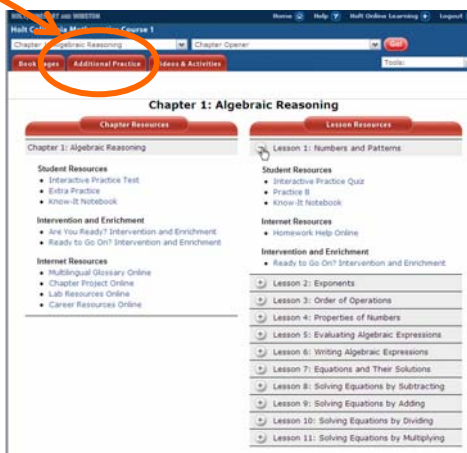 HOLT, RINEHART AND WINSTON
Home Help Holt Online Learning Logout
Holt California Mathematics Course 1
Chapter 1: Algebraic Reasoning Chapter Opener Go!
Book Pages Additional Practice Videos & Activities Tools:
Chapter 1: Algebraic Reasoning
Chapter Resources
Chapter 1: Algebraic Reasoning
Student Resources
Interactive Practice Test
Extra Practice
Know-It Notebook
Intervention and Enrichment
Are You Ready? Intervention and Enrichment
Ready to Go On? Intervention and Enrichment
Internet Resources
Multilingual Glossary Online
Chapter Project Online
Lab Resources Online
Career Resources Online
Lesson Resources
Lesson 1: Numbers and Patterns
Student Resources
Interactive Practice Quiz
Practice B
Know-It Notebook
Internet Resources
Homework Help Online
Intervention and Enrichment
Ready to Go On? Intervention and Enrichment
Lesson 2: Exponents
Lesson 3: Order of Operations
Lesson 4: Properties of Numbers
Lesson 5: Evaluating Algebraic Expressions
Lesson 6: Writing Algebraic Expressions
Lesson 7: Equations and Their Solutions
Lesson 8: Solving Equations by Subtracting
Lesson 9: Solving Equations by Adding
Lesson 10: Solving Equations by Dividing
Lesson 11: Solving Equations by Multiplying